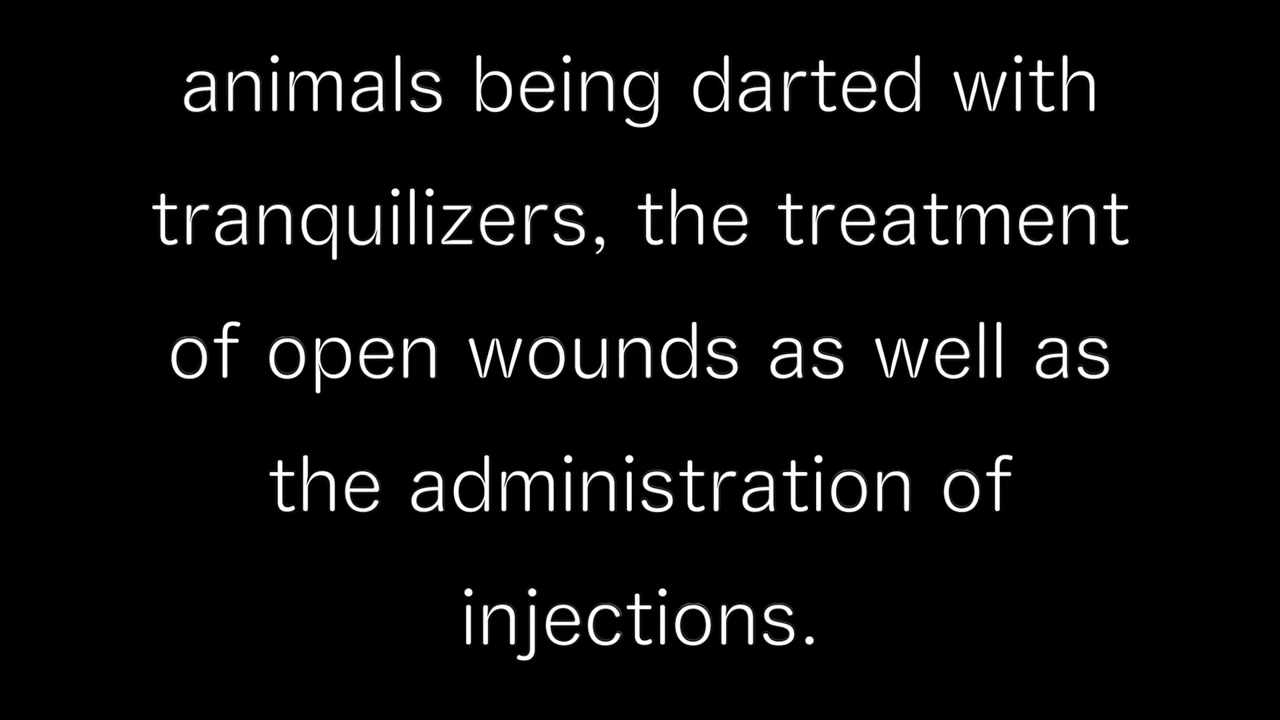 animals being darted with
tranquilizers, the treatment
of open wounds as well as
the administration of
injections.